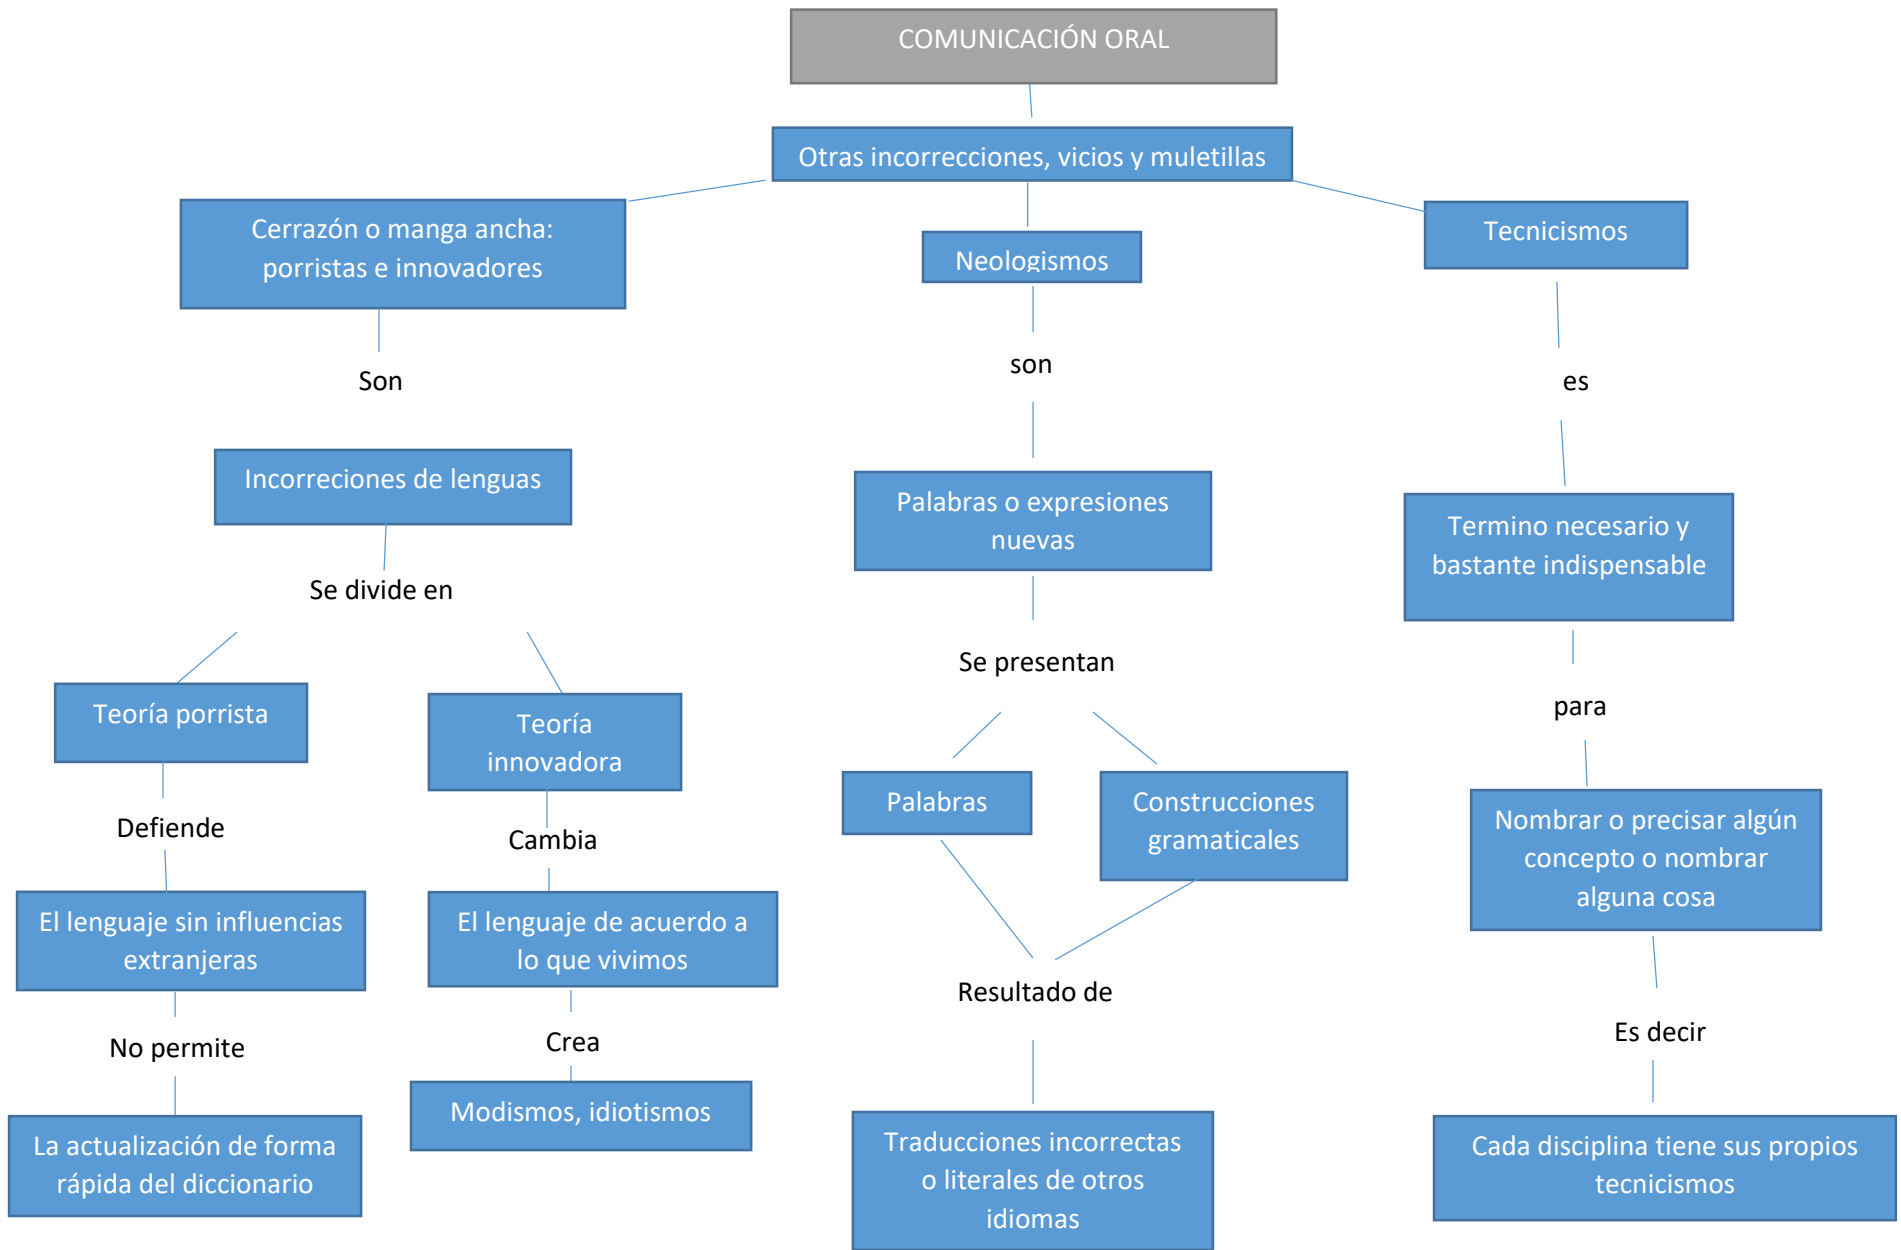 COMUNICACIÓN ORAL
Otras incorrecciones, vicios y muletillas
Cerrazón o manga ancha:
porristas e innovadores
Son
Incorreciones de lenguas
Se divide en
Teoría porrista
Defiende
El lenguaje sin influencias
extranjeras
No permite
La actualización de forma
rápida del diccionario
Teoría
innovadora
Cambia
El lenguaje de acuerdo a
lo que vivimos
Crea
Modismos, idiotismos
Neologismos
son
Palabras o expresiones
nuevas
Se presentan
Palabras
Construcciones
gramaticales
Resultado de
Traducciones incorrectas
o literales de otros
idiomas
Tecnicismos
es
Termino necesario y
bastante indispensable
para
Nombrar o precisar algún
concepto o nombrar
alguna cosa
Es decir
Cada disciplina tiene sus propios
tecnicismos